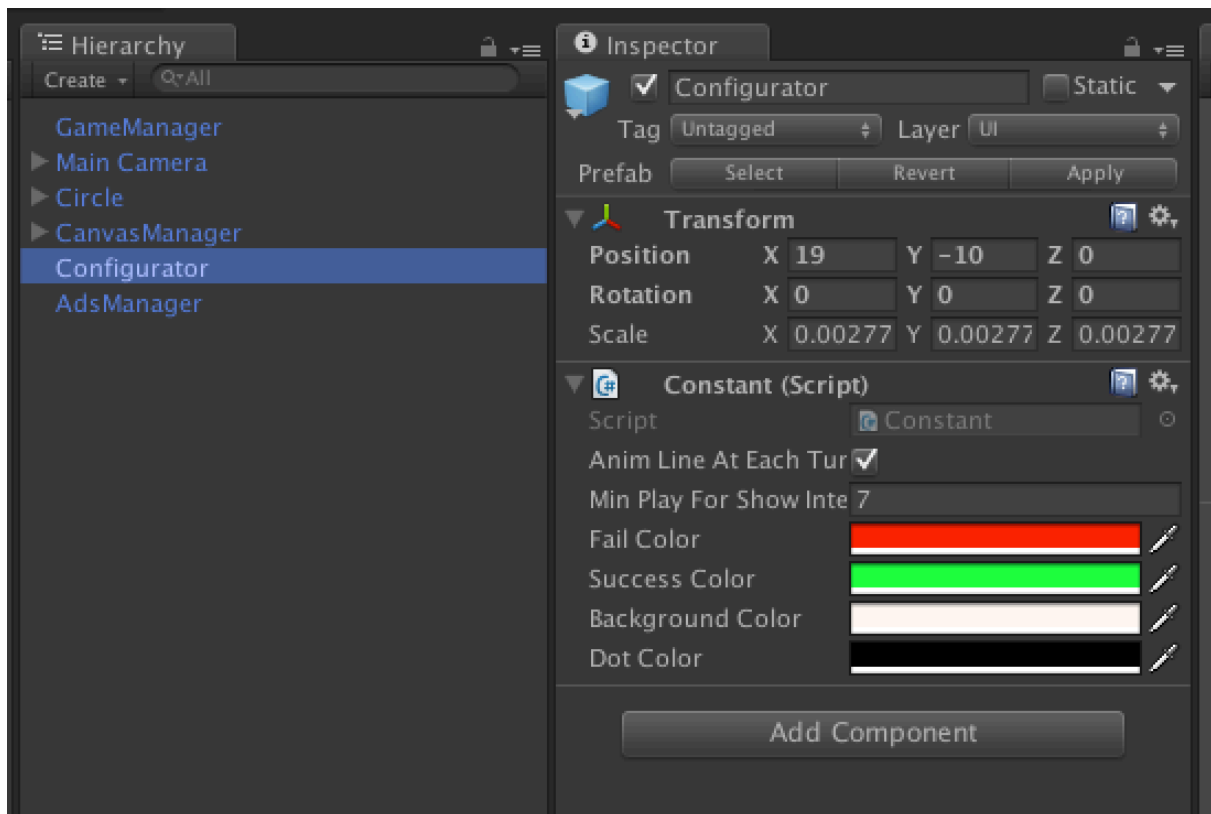 Hierarchy
Create All
GameManager
Main Camera
Circle
CanvasManager
Configurator
AdsManager
Inspector
Configurator Static
Tag Untagged Layer UI
Prefab Select Revert Apply
Transform
Position X 19 Y -10 Z 0
Rotation X 0 Y 0 Z 0
Scale X 0.00277 Y 0.00277 Z 0.00277
Constant (Script)
Script Constant
Anim Line At Each Tur
Min Play For Show Inte 7
Fail Color
Success Color
Background Color
Dot Color
Add Component